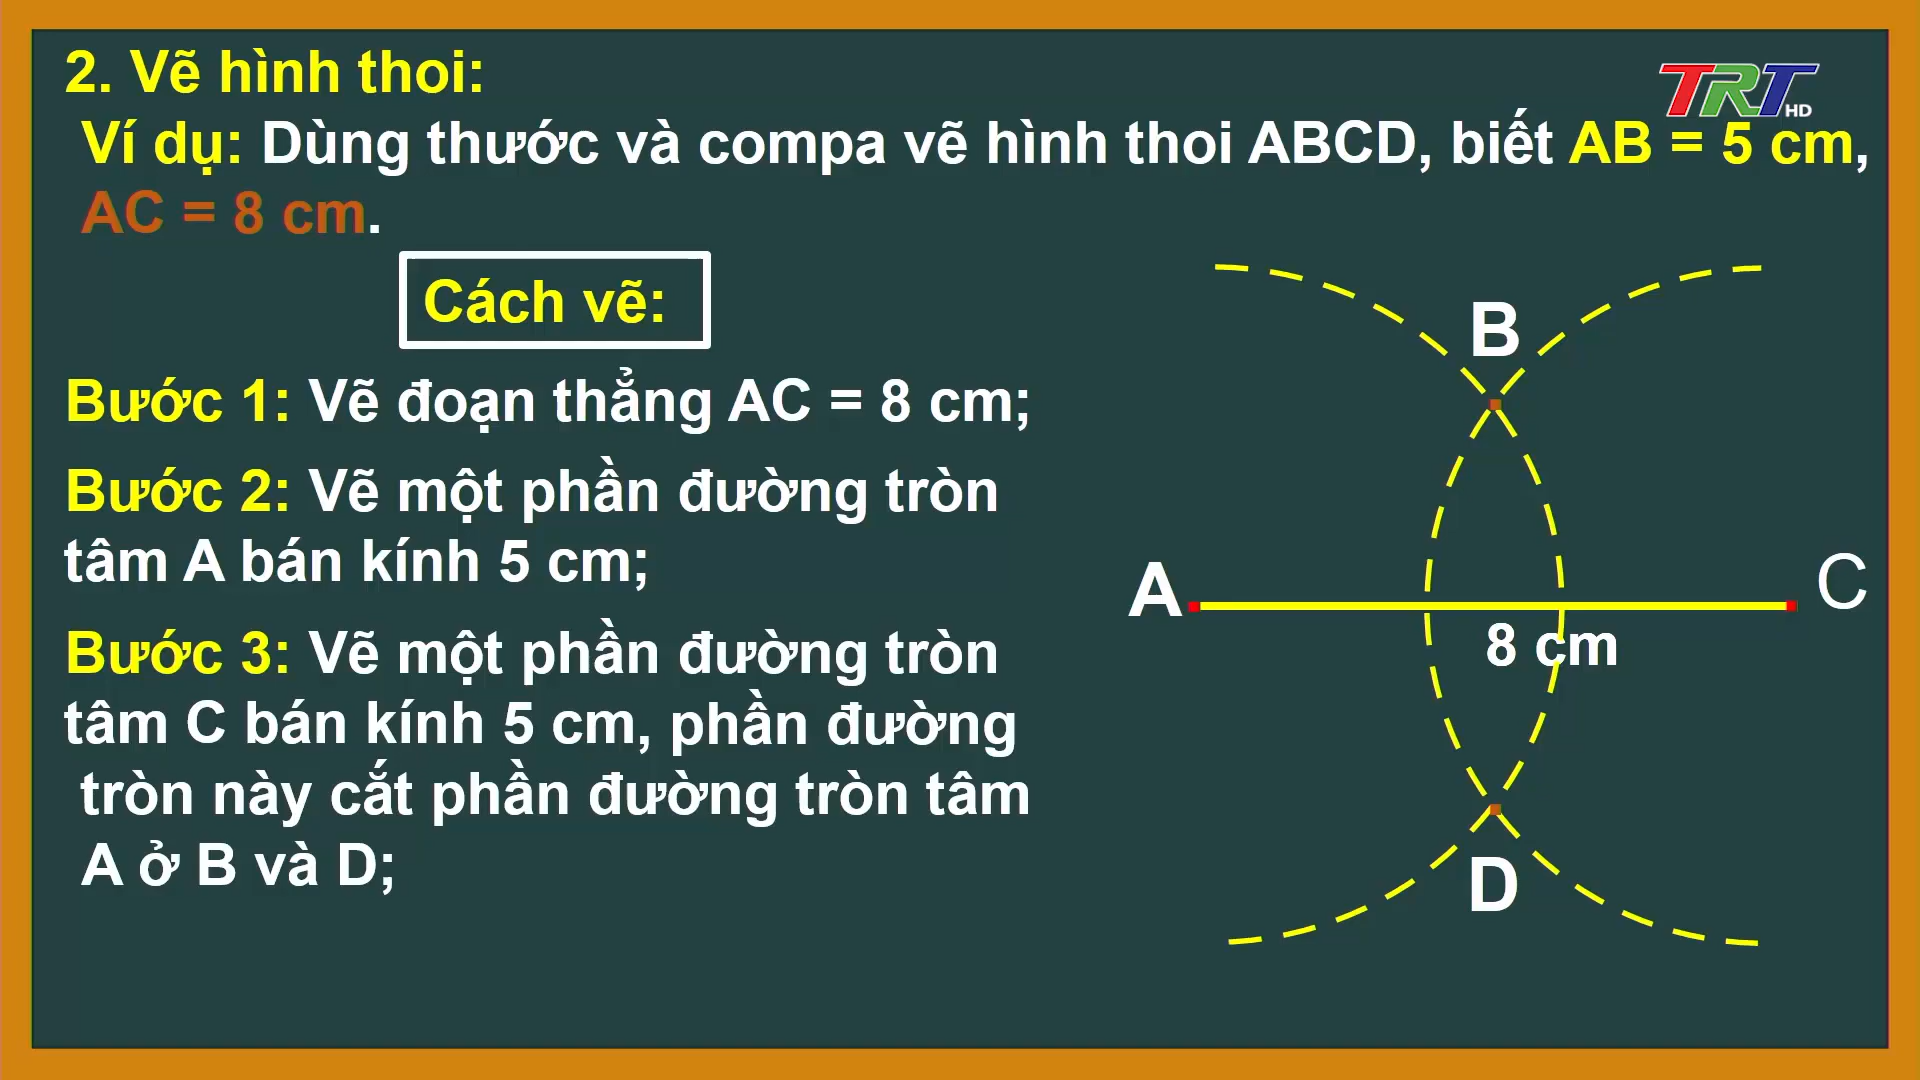 2. Vẽ hình thoi:
TRT HD
Ví dụ: Dùng thước và compa vẽ hình thoi ABCD, biết AB = 5 cm,
AC = 8 cm.
Cách vẽ:
Bước 1: Vẽ đoạn thẳng AC = 8 cm;
Bước 2: Vẽ một phần đường tròn
tâm A bán kính 5 cm;
Bước 3: Vẽ một phần đường tròn
tâm C bán kính 5 cm, phần đường
tròn này cắt phần đường tròn tâm
A ở B và D;
B
A
C
8 cm
D